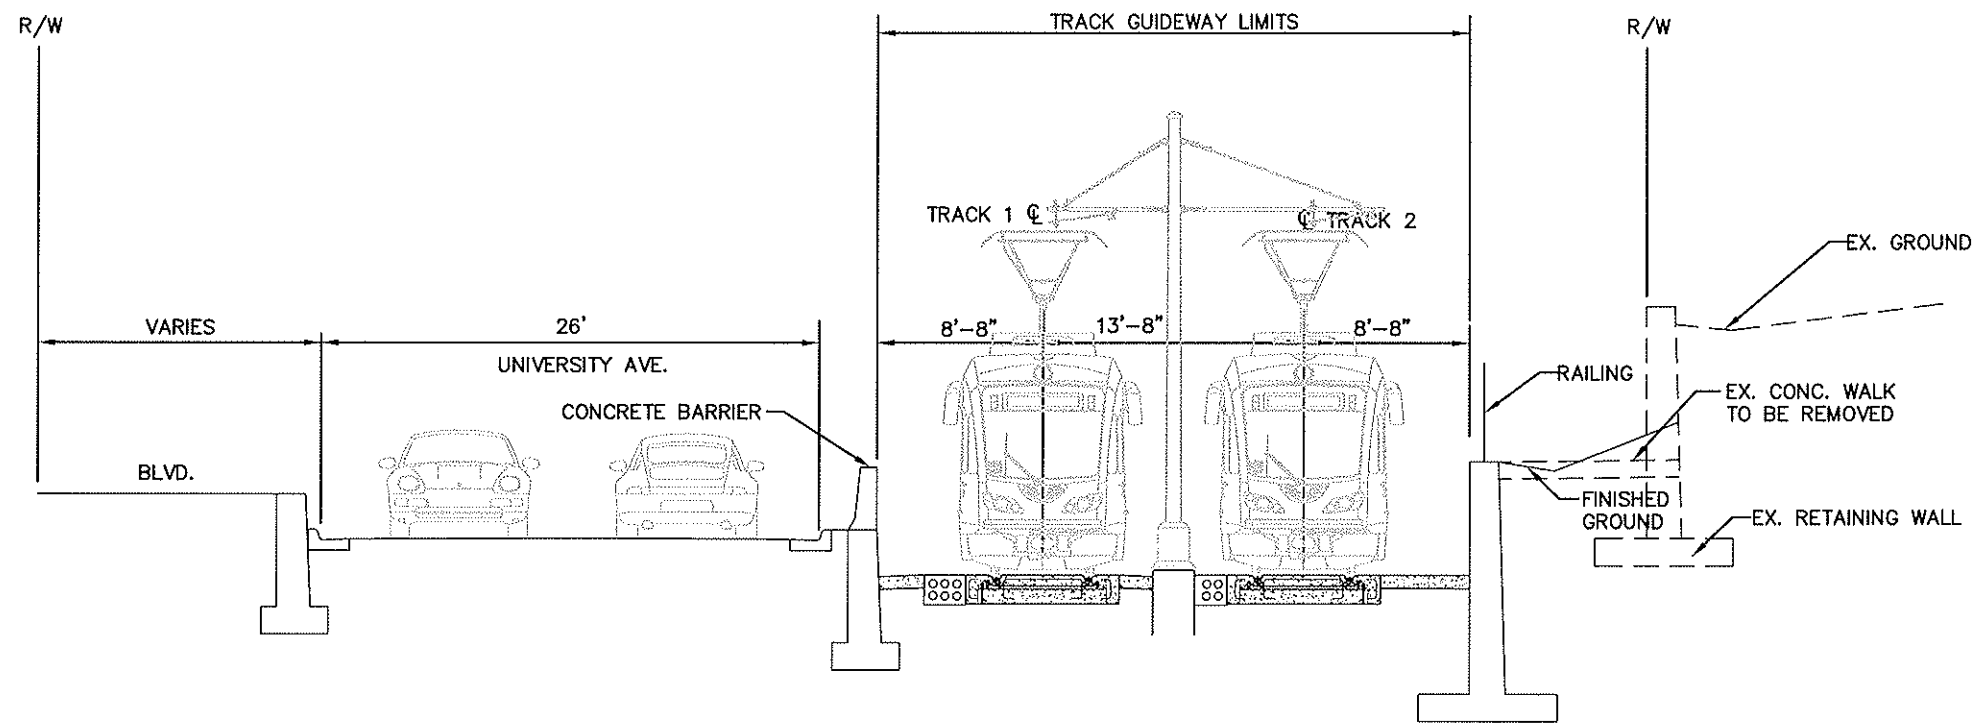 TRACK GUIDEWAY LIMITS
R/W
R/W
TRACK 1 ℄
℄ TRACK 2
EX. GROUND
VARIES
26'
8'-8"
13'-8"
8'-8"
UNIVERSITY AVE.
RAILING
EX. CONC. WALK
TO BE REMOVED
CONCRETE BARRIER
BLVD.
FINISHED
GROUND
EX. RETAINING WALL